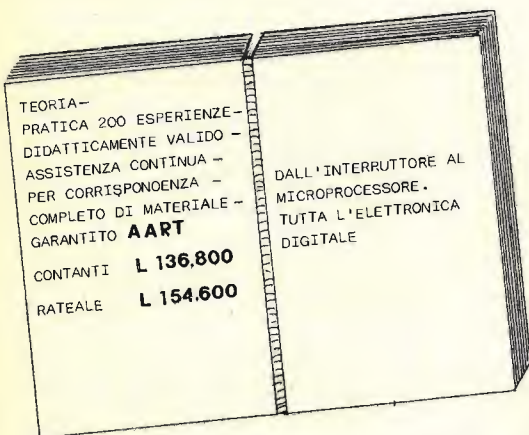 TEORIA-
PRATICA 200 ESPERIENZE-
DIDATTICAMENTE VALIDO -
ASSISTENZA CONTINUA -
PER CORRISPONDENZA -
COMPLETO DI MATERIALE-
GARANTITO AART
CONTANTI L 136,800
RATEALE L 154.600
DALL'INTERRUTTORE AL
MICROPROCESSORE.
TUTTA L'ELETTRONICA
DIGITALE